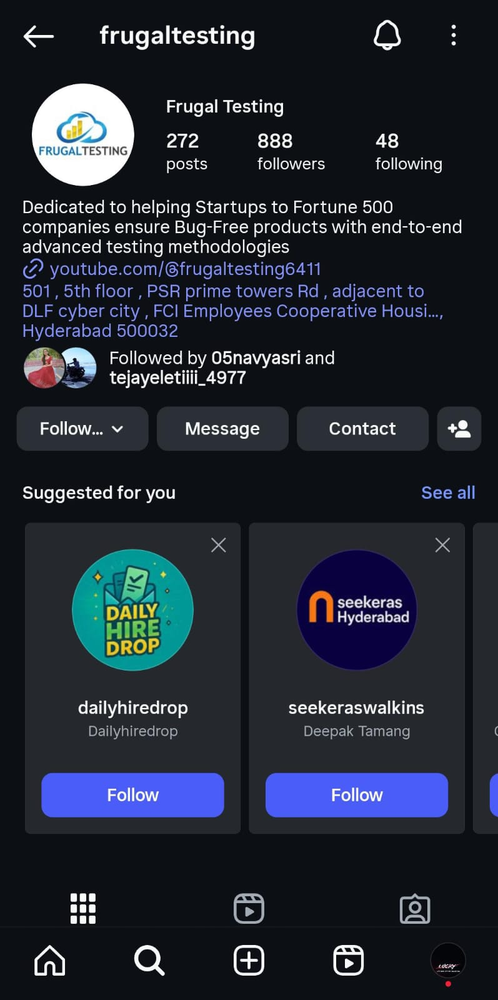 frugaltesting
FRUGALTESTING
Frugal Testing
272 888 48
posts followers following
Dedicated to helping Startups to Fortune 500
companies ensure Bug-Free products with end-to-end
advanced testing methodologies
youtube.com/@frugaltesting6411
501 , 5th floor , PSR prime towers Rd , adjacent to
DLF cyber city , FCI Employees Cooperative Housi...,
Hyderabad 500032
Followed by 05navyasri and
tejayeletiiii_4977
Follow... Message Contact
Suggested for you See all
DAILY
HIRE
DROP
seekeras
Hyderabad
dailyhiredrop seekeraswalkins
Dailyhiredrop Deepak Tamang
Follow Follow
LUCKY